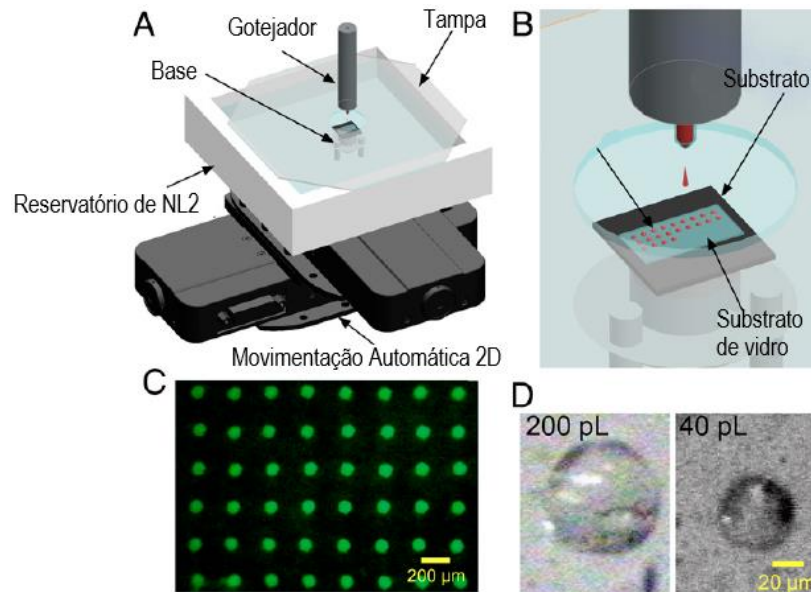 A
Gotejador
Tampa
Base
Reservatório de NL2
Movimentação Automática 2D
B
Substrato
Substrato
de vidro
C
200 µm
D
200 pL
40 pL
20 µm